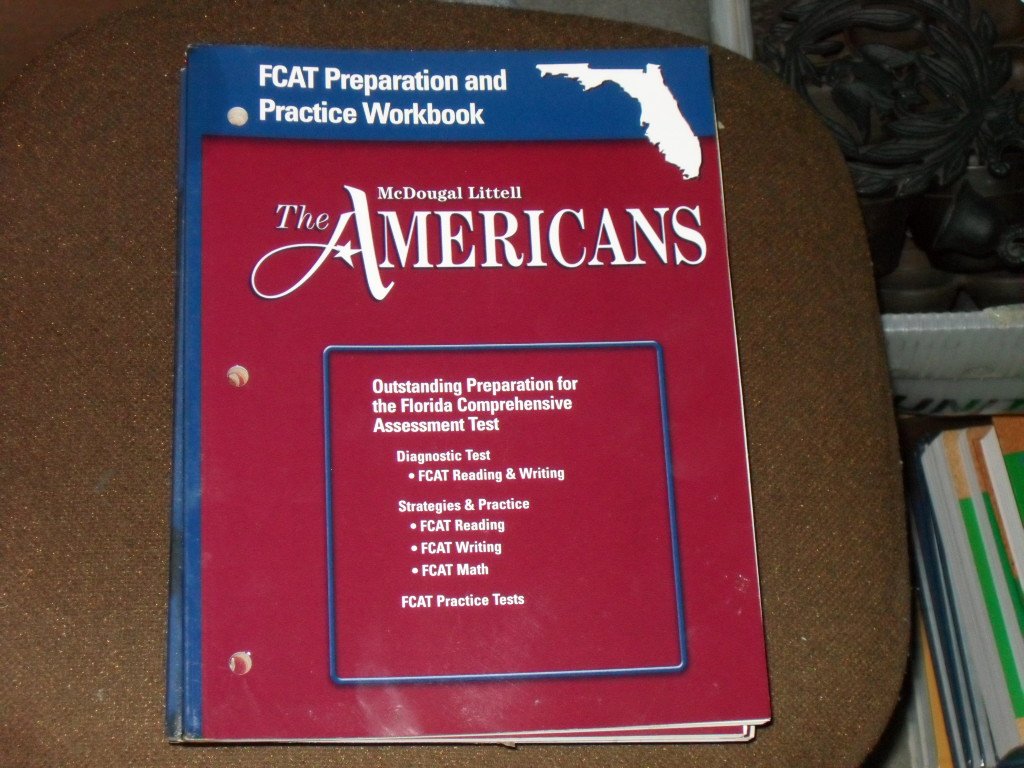 FCAT Preparation and
Practice Workbook
McDougal Littell
The AMERICANS
Outstanding Preparation for
the Florida Comprehensive
Assessment Test
Diagnostic Test
• FCAT Reading & Writing
Strategies & Practice
• FCAT Reading
• FCAT Writing
• FCAT Math
FCAT Practice Tests